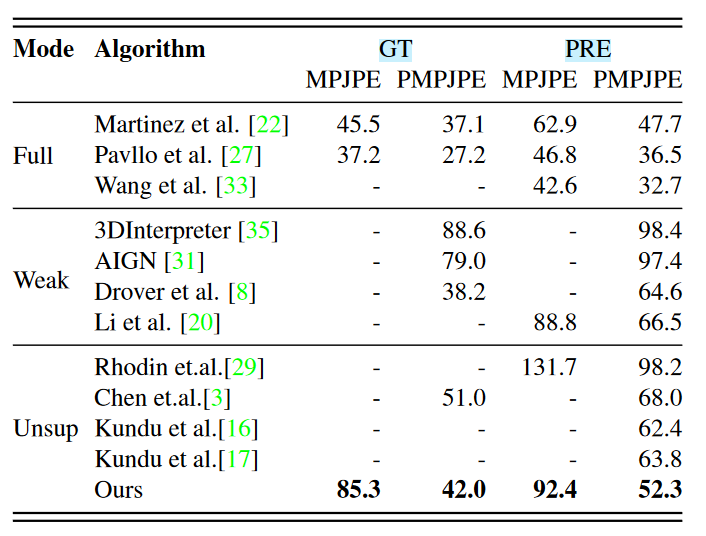 Mode Algorithm GT PRE
MPJPE PMPJPE MPJPE PMPJPE
Martinez et al. [22] 45.5 37.1 62.9 47.7
Full Pavllo et al. [27] 37.2 27.2 46.8 36.5
Wang et al. [33] - - 42.6 32.7
3DInterpreter [35] - 88.6 - 98.4
AIGN [31] - 79.0 - 97.4
Weak
Drover et al. [8] - 38.2 - 64.6
Li et al. [20] - - 88.8 66.5
Rhodin et.al.[29] - - 131.7 98.2
Chen et.al.[3] - 51.0 - 68.0
Unsup Kundu et al.[16] - - - 62.4
Kundu et al.[17] - - - 63.8
Ours 85.3 42.0 92.4 52.3